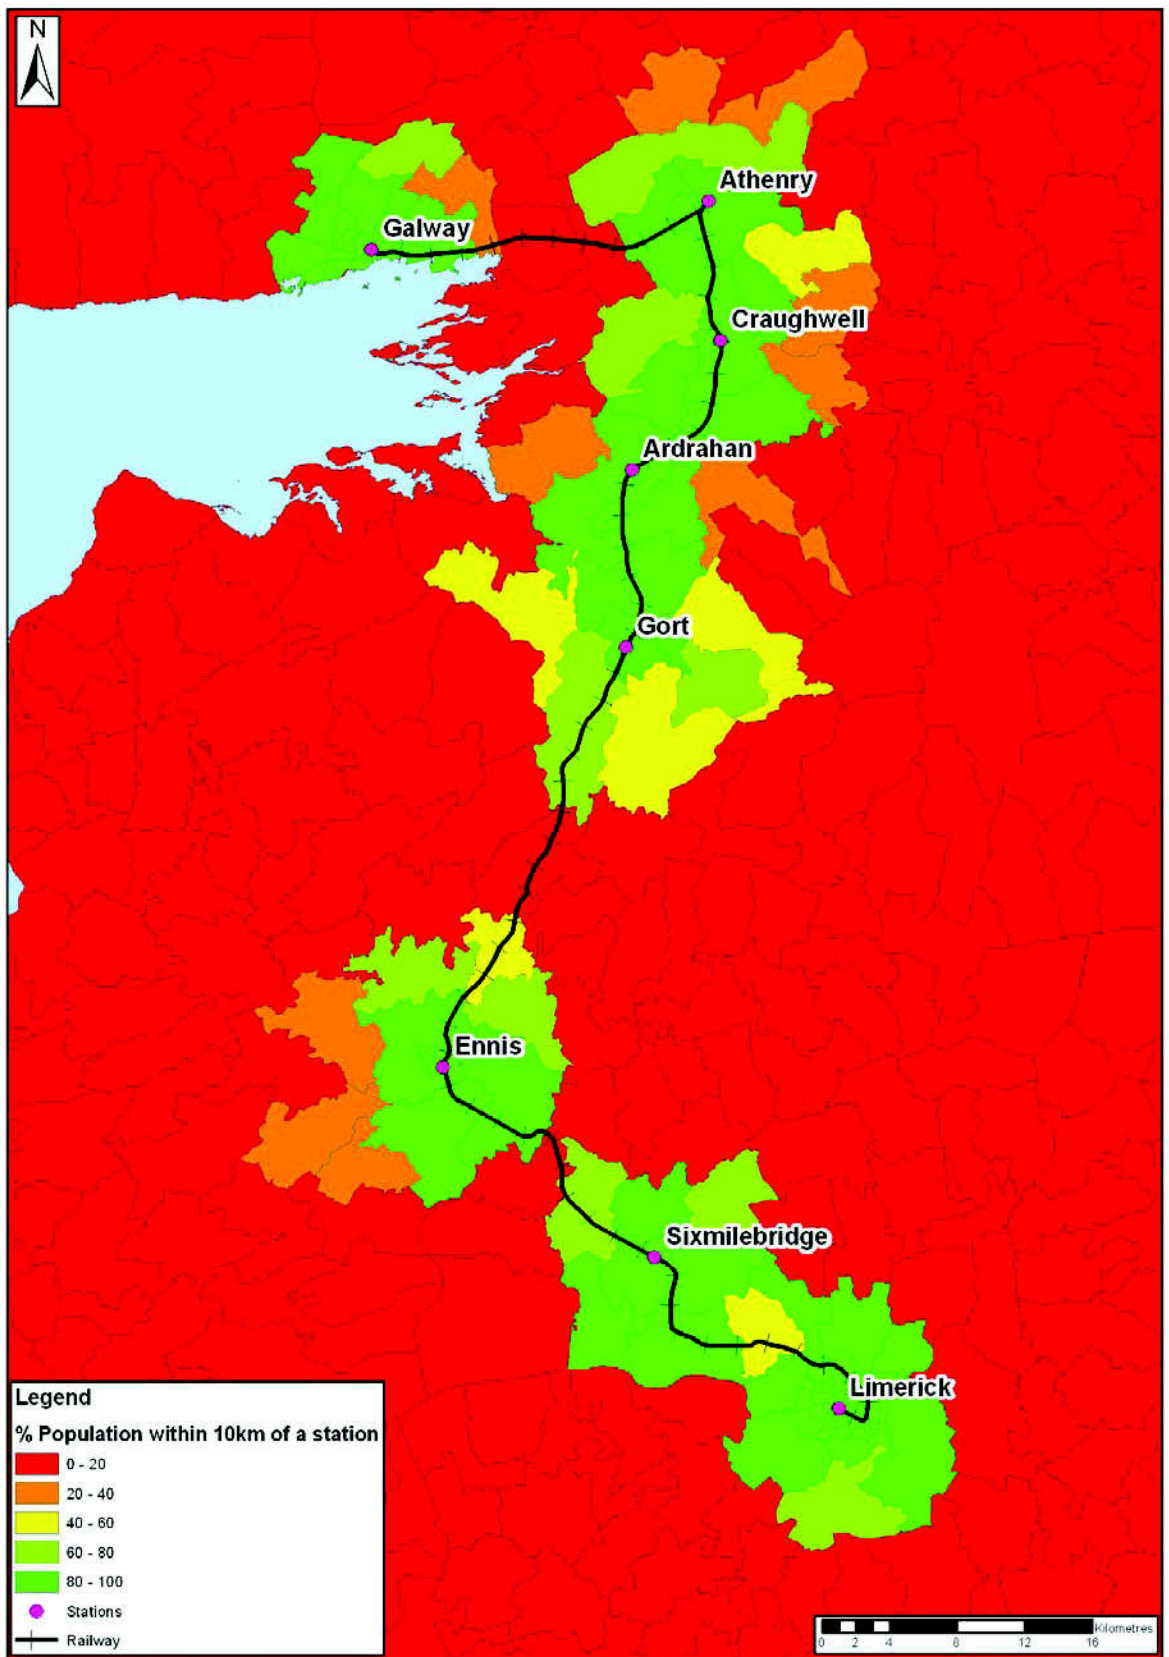 N
Athenry
Galway
Craughwell
Ardrahan
Gort
Ennis
Sixmilebridge
Limerick
Legend
% Population within 10km of a station
0 - 20
20 - 40
40 - 60
60 - 80
80 - 100
Stations
Railway
Kilometres
0 2 4 8 12 16